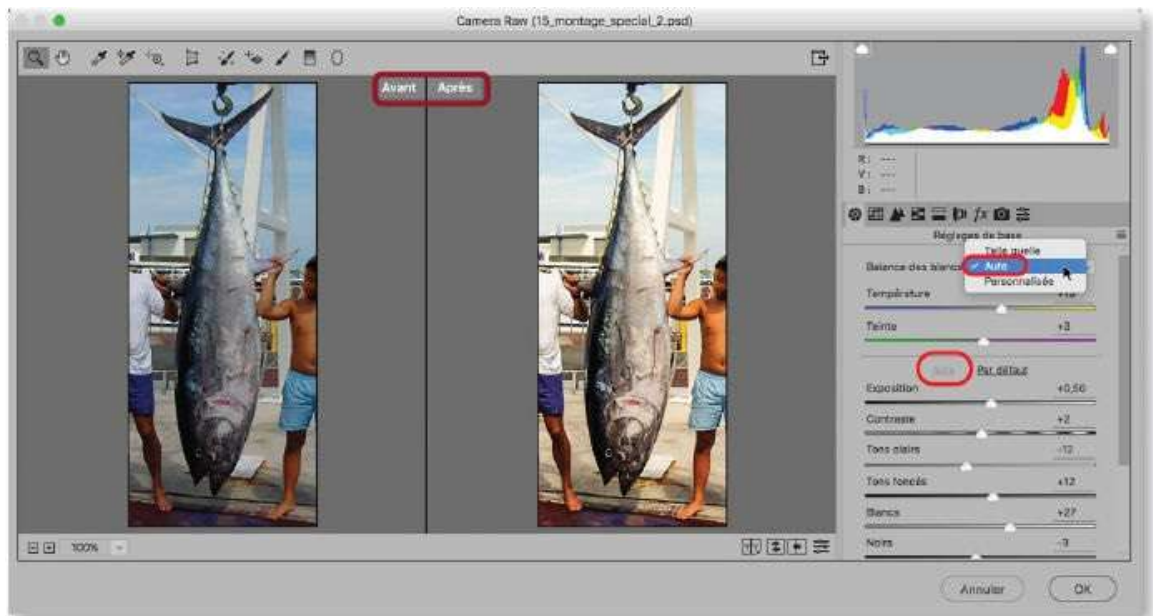 Camera Raw (15_montage_special_2.psd)
Avant Après
R : ---
V : ---
B : ---
fx
Réglages de base
Telle quelle
Balance des blancs
Auto
Personnalisée
Température
Teinte +3
Auto Par défaut
Exposition +0,50
Contraste +2
Tons clairs -12
Tons foncés +12
Blancs +27
Noirs -3
100%
Annuler OK